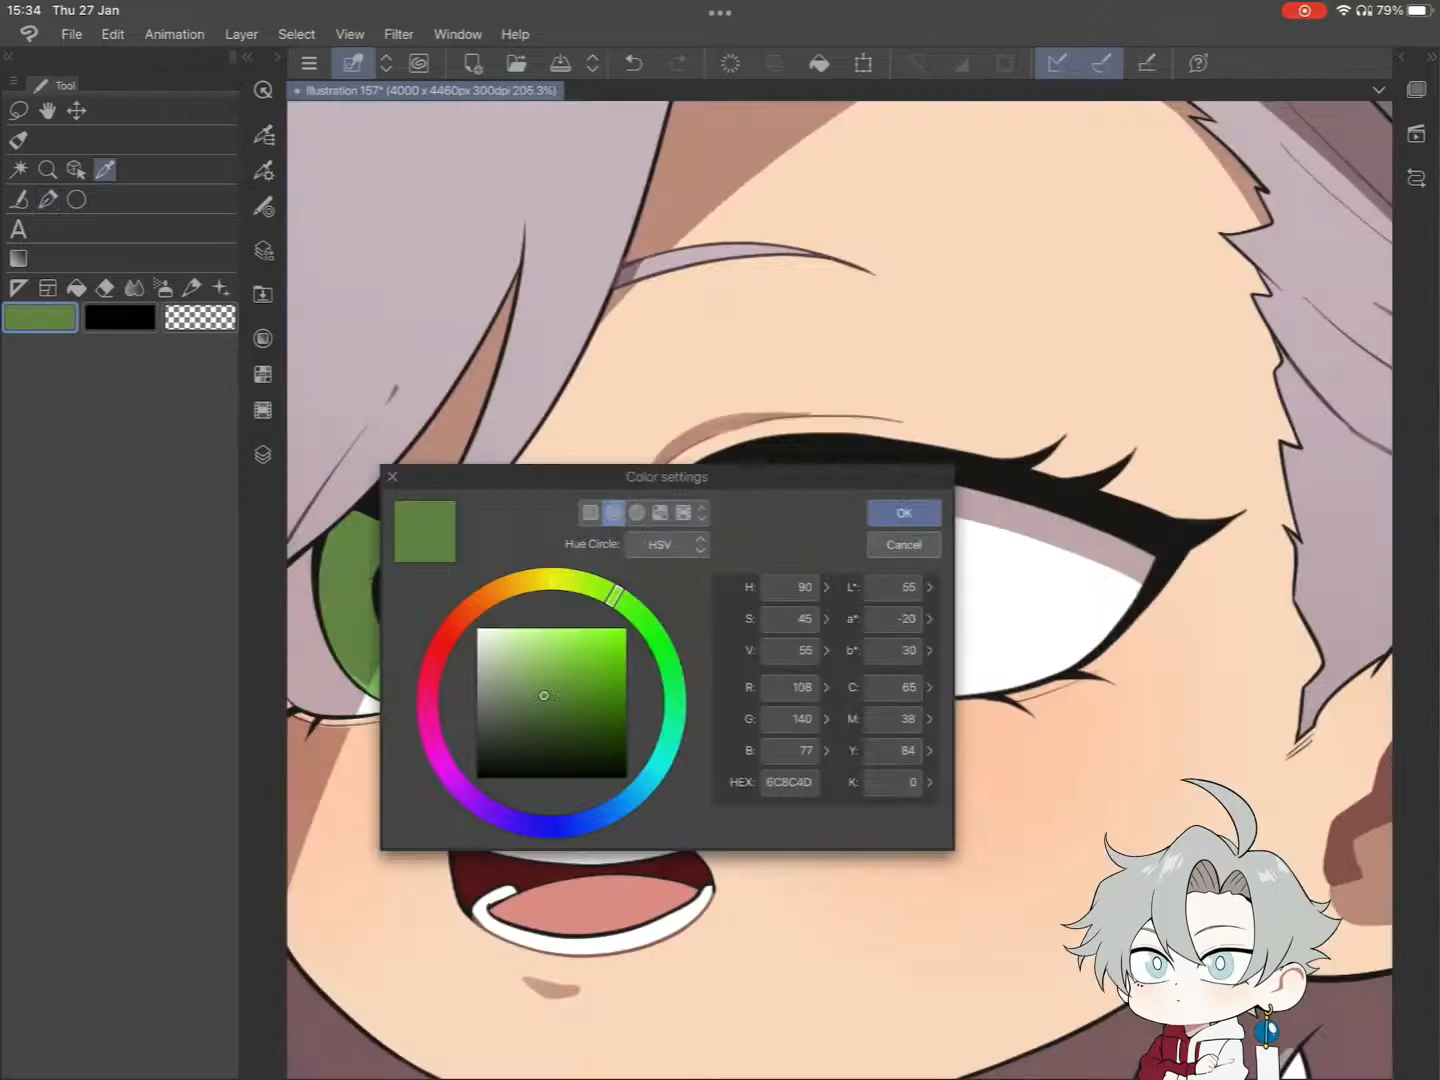 15:34 Thu 27 Jan
79%
File Edit Animation Layer Select View Filter Window Help
Tool
Illustration 157* (4000 x 4460px 300dpi 206.3%)
A
Color settings
OK
Hue Circle: HSV
Cancel
H: 90 L*: 55
S: 45 a*: -20
V: 55 b*: 30
R: 108 C: 65
G: 140 M: 38
B: 77 Y: 84
HEX: 6C8C4D K: 0